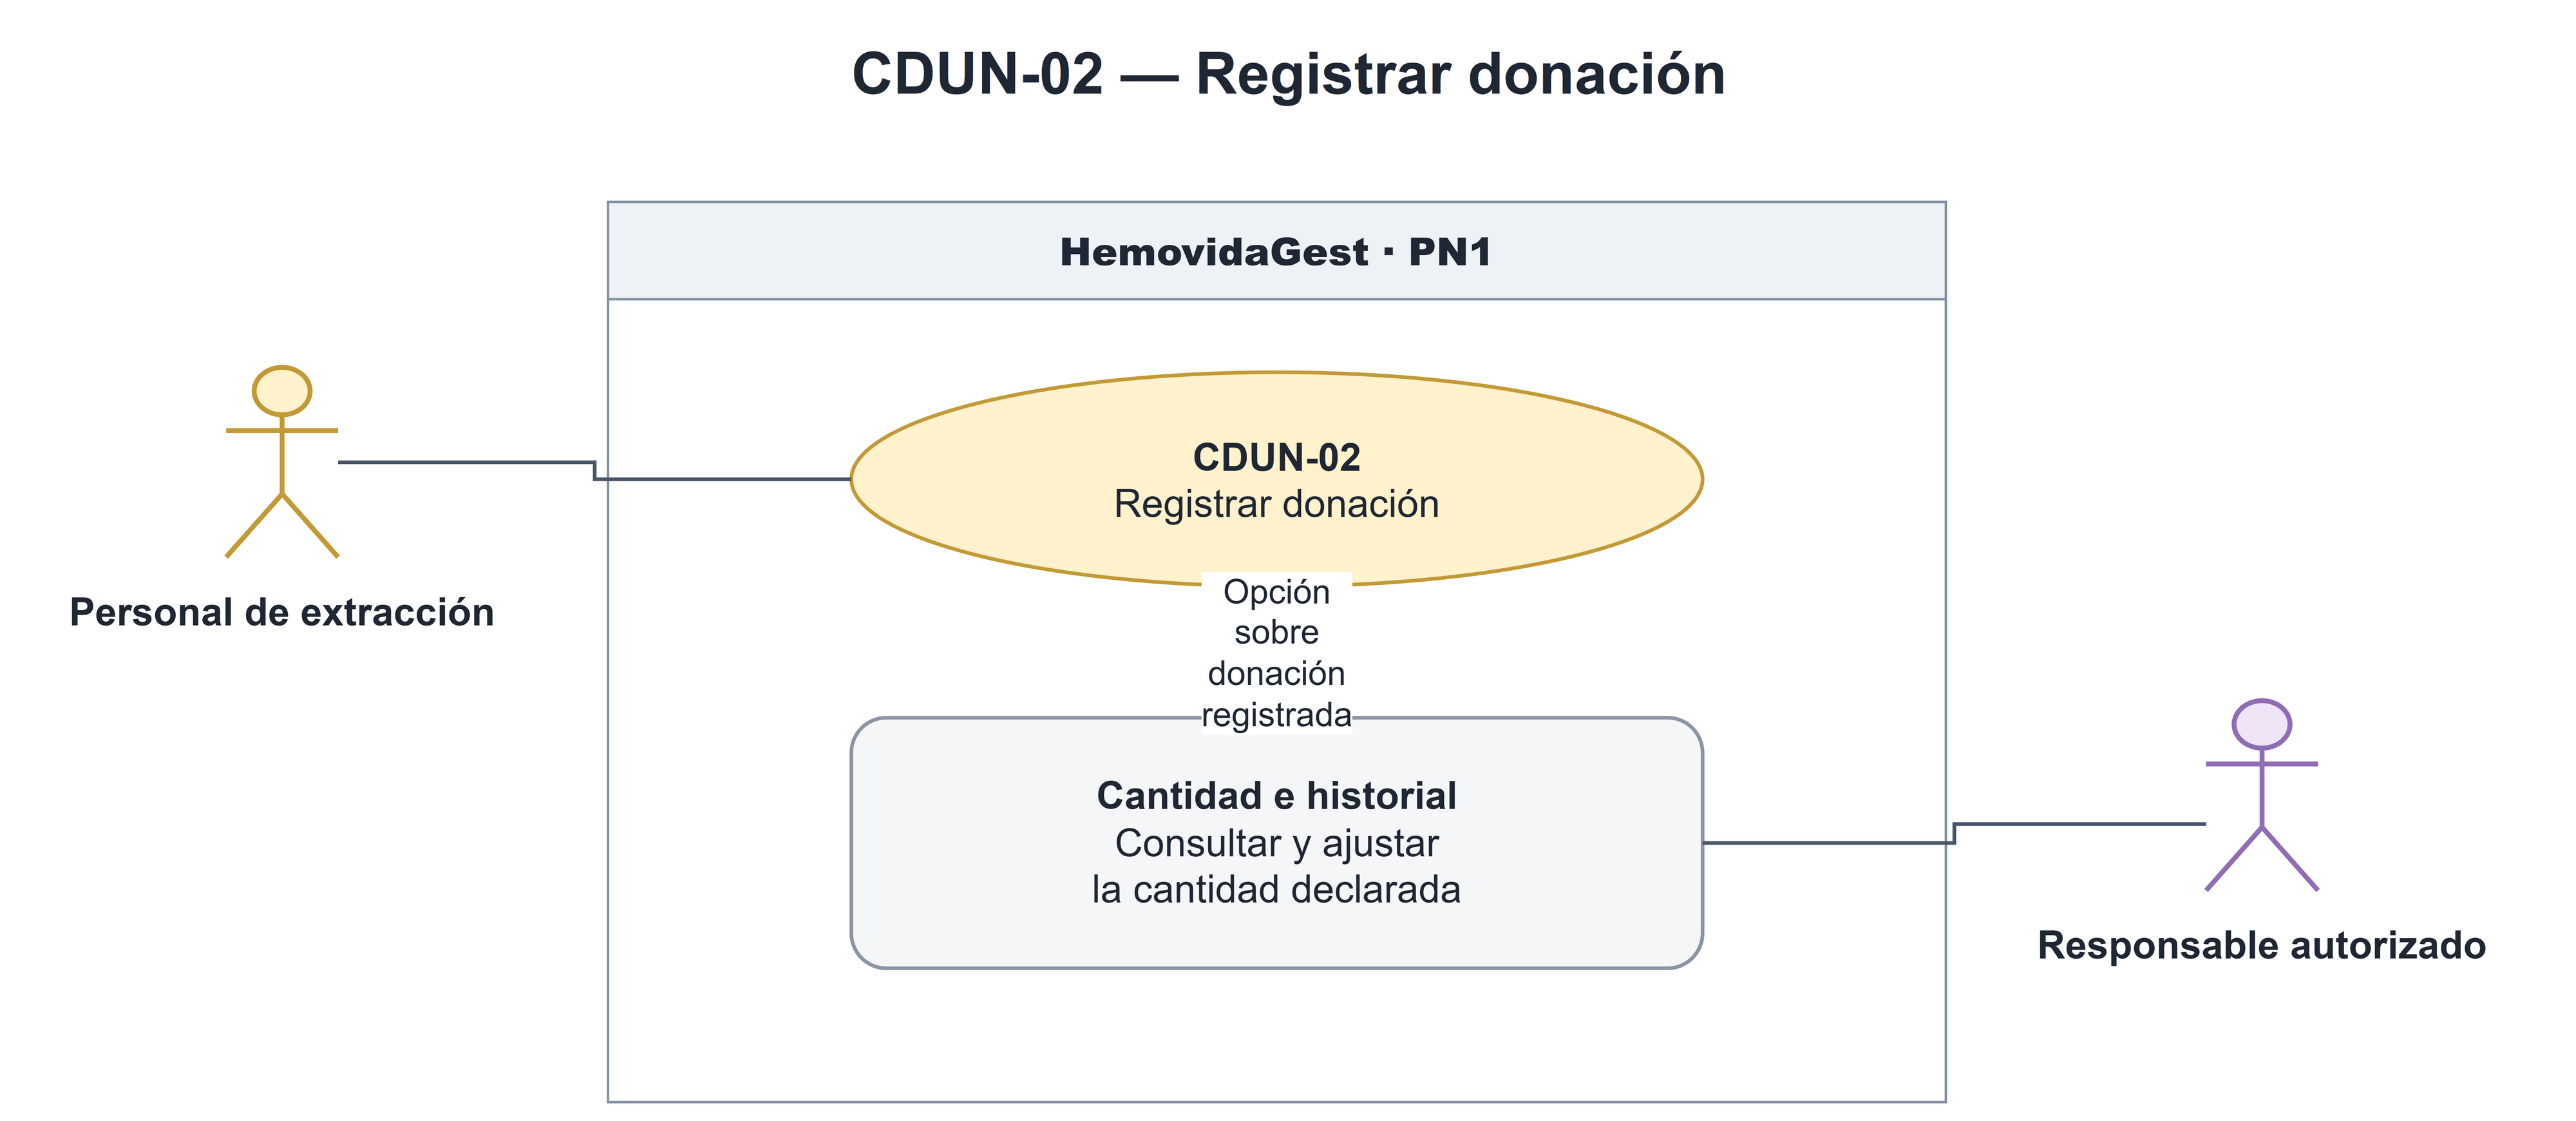 CDUN-02 — Registrar donación
HemovidaGest · PN1
CDUN-02
Registrar donación
Personal de extracción
Opción
sobre
donación
registrada
Cantidad e historial
Consultar y ajustar
la cantidad declarada
Responsable autorizado